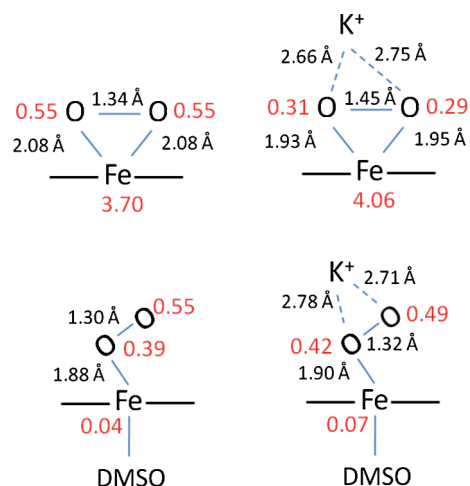 K⁺
2.66 Å 2.75 Å
0.55 O 1.34 Å O 0.55
0.31 O 1.45 Å O 0.29
2.08 Å 2.08 Å
1.93 Å 1.95 Å
Fe
3.70
Fe
4.06
K⁺
2.71 Å
2.78 Å
1.30 Å O 0.55
O 0.39
1.88 Å
Fe
0.04
DMSO
O 0.49
0.42 O 1.32 Å
1.90 Å
Fe
0.07
DMSO